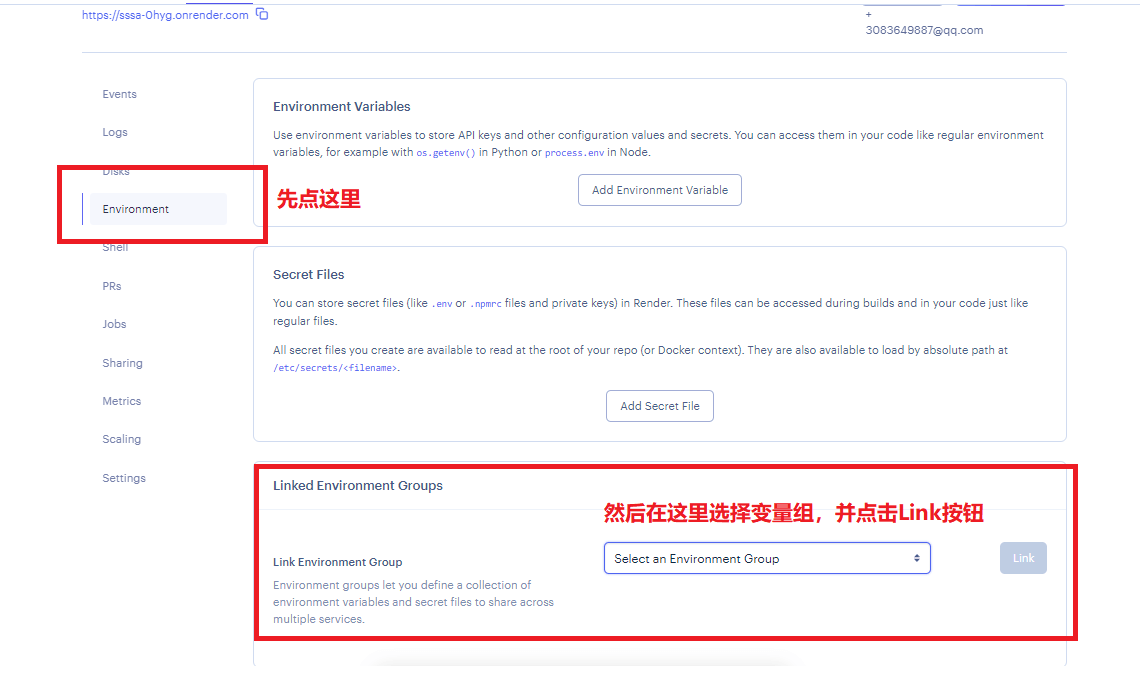 https://sssa-0hyg.onrender.com
+
3083649887@qq.com
Events
Logs
Disks
Environment
Shell
PRs
Jobs
Sharing
Metrics
Scaling
Settings
先点这里
Environment Variables
Use environment variables to store API keys and other configuration values and secrets. You can access them in your code like regular environment
variables, for example with os.getenv() in Python or process.env in Node.
Add Environment Variable
Secret Files
You can store secret files (like .env or .npmrc files and private keys) in Render. These files can be accessed during builds and in your code just like
regular files.
All secret files you create are available to read at the root of your repo (or Docker context). They are also available to load by absolute path at
/etc/secrets/<filename>.
Add Secret File
Linked Environment Groups
然后在这里选择变量组，并点击Link按钮
Link Environment Group
Environment groups let you define a collection of
environment variables and secret files to share across
multiple services.
Select an Environment Group
Link